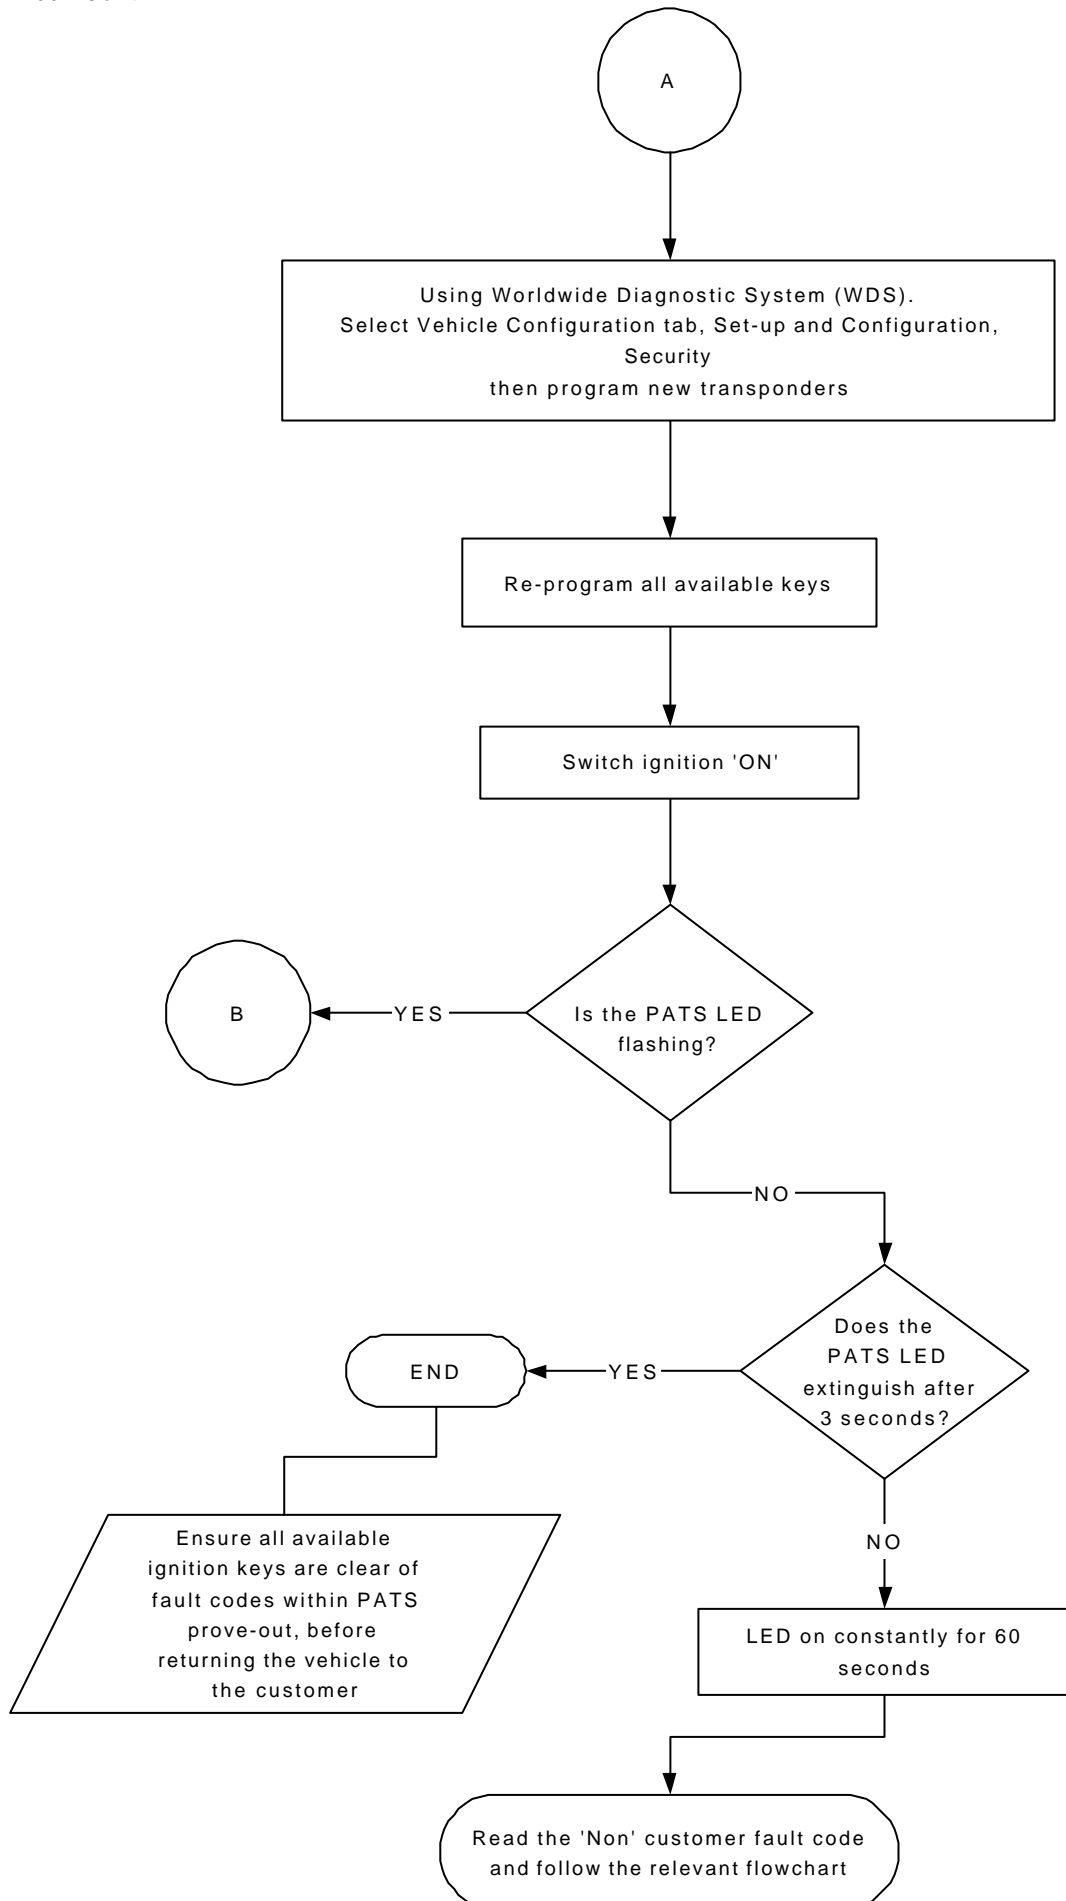 A
Using Worldwide Diagnostic System (WDS).
Select Vehicle Configuration tab, Set-up and Configuration,
Security
then program new transponders
Re-program all available keys
Switch ignition 'ON'
Is the PATS LED
flashing?
YES
B
NO
Does the
PATS LED
extinguish after
3 seconds?
YES
END
Ensure all available
ignition keys are clear of
fault codes within PATS
prove-out, before
returning the vehicle to
the customer
NO
LED on constantly for 60
seconds
Read the 'Non' customer fault code
and follow the relevant flowchart